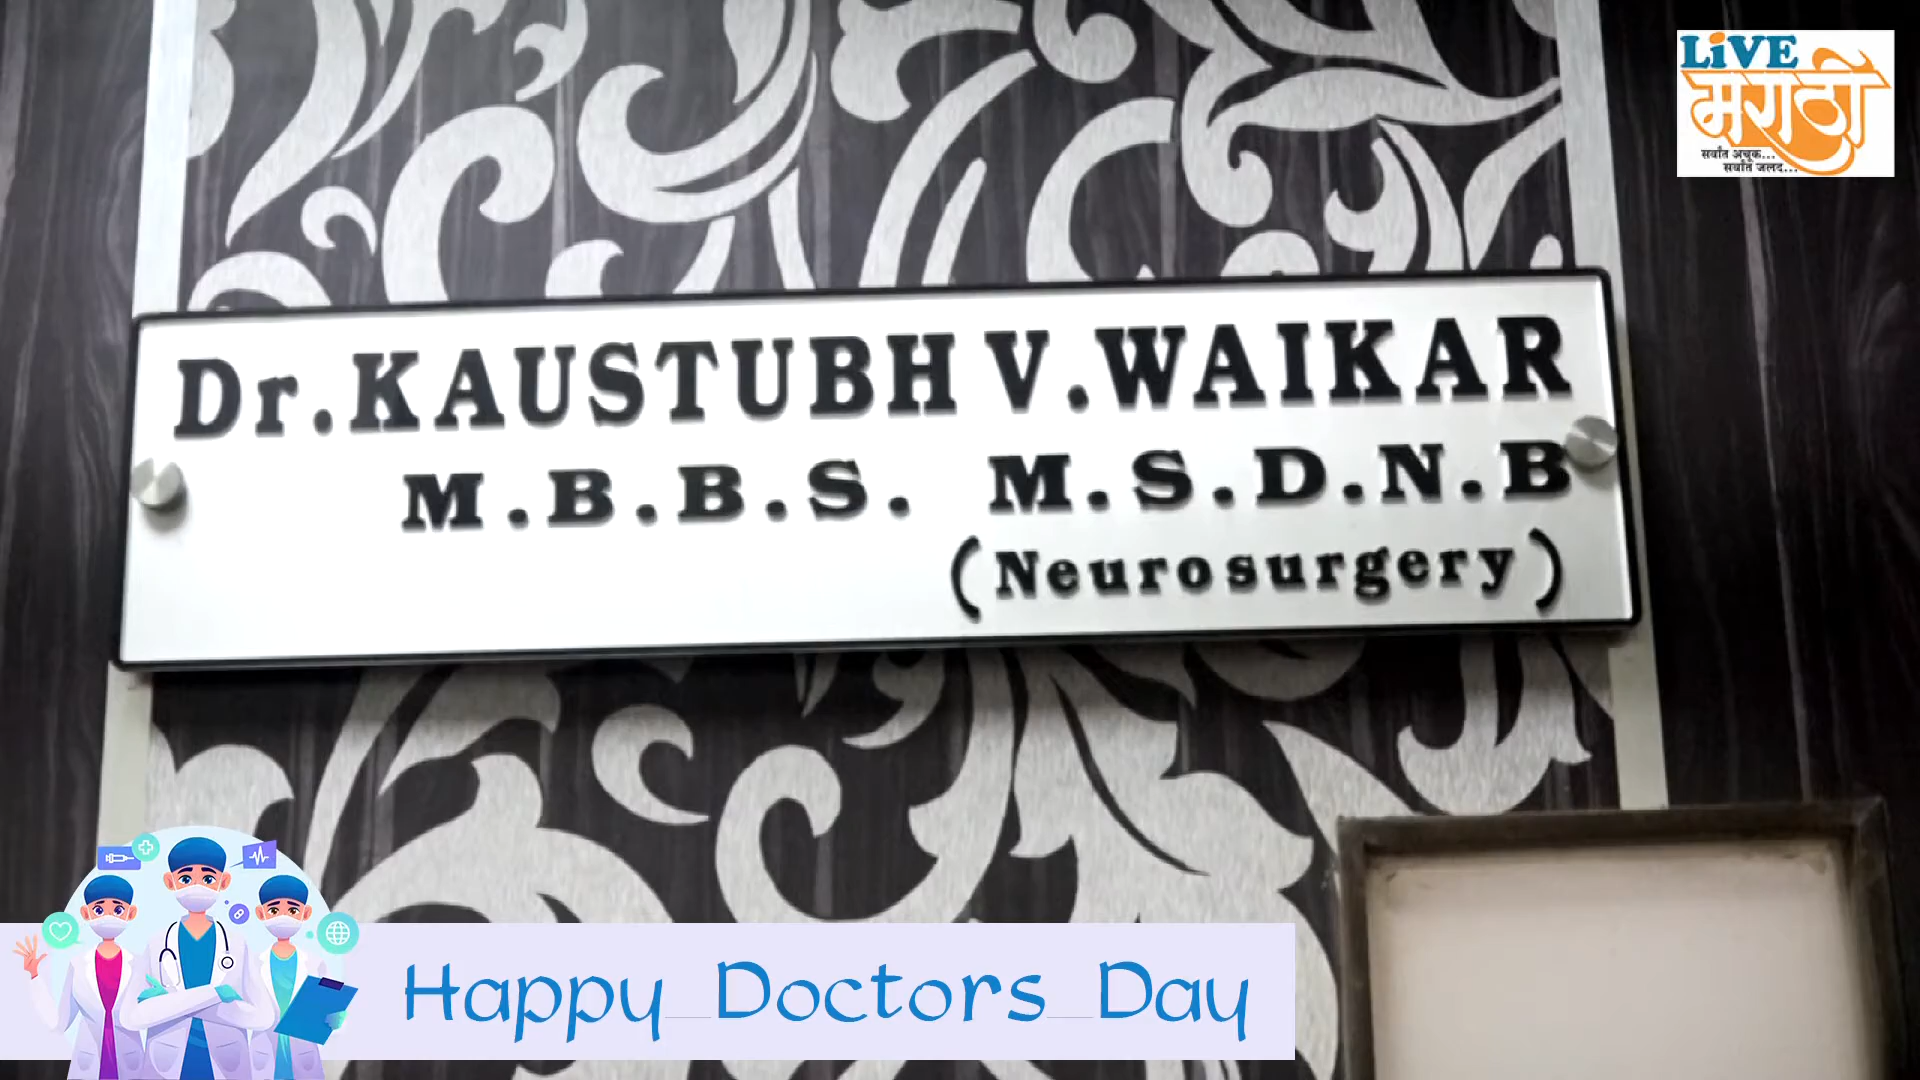 LiVE
मराठी
सर्वांत अचूक...
सर्वांत जलद...
Dr.KAUSTUBH V.WAIKAR
M.B.B.S. M.S.D.N.B
(Neurosurgery)
Happy Doctors Day